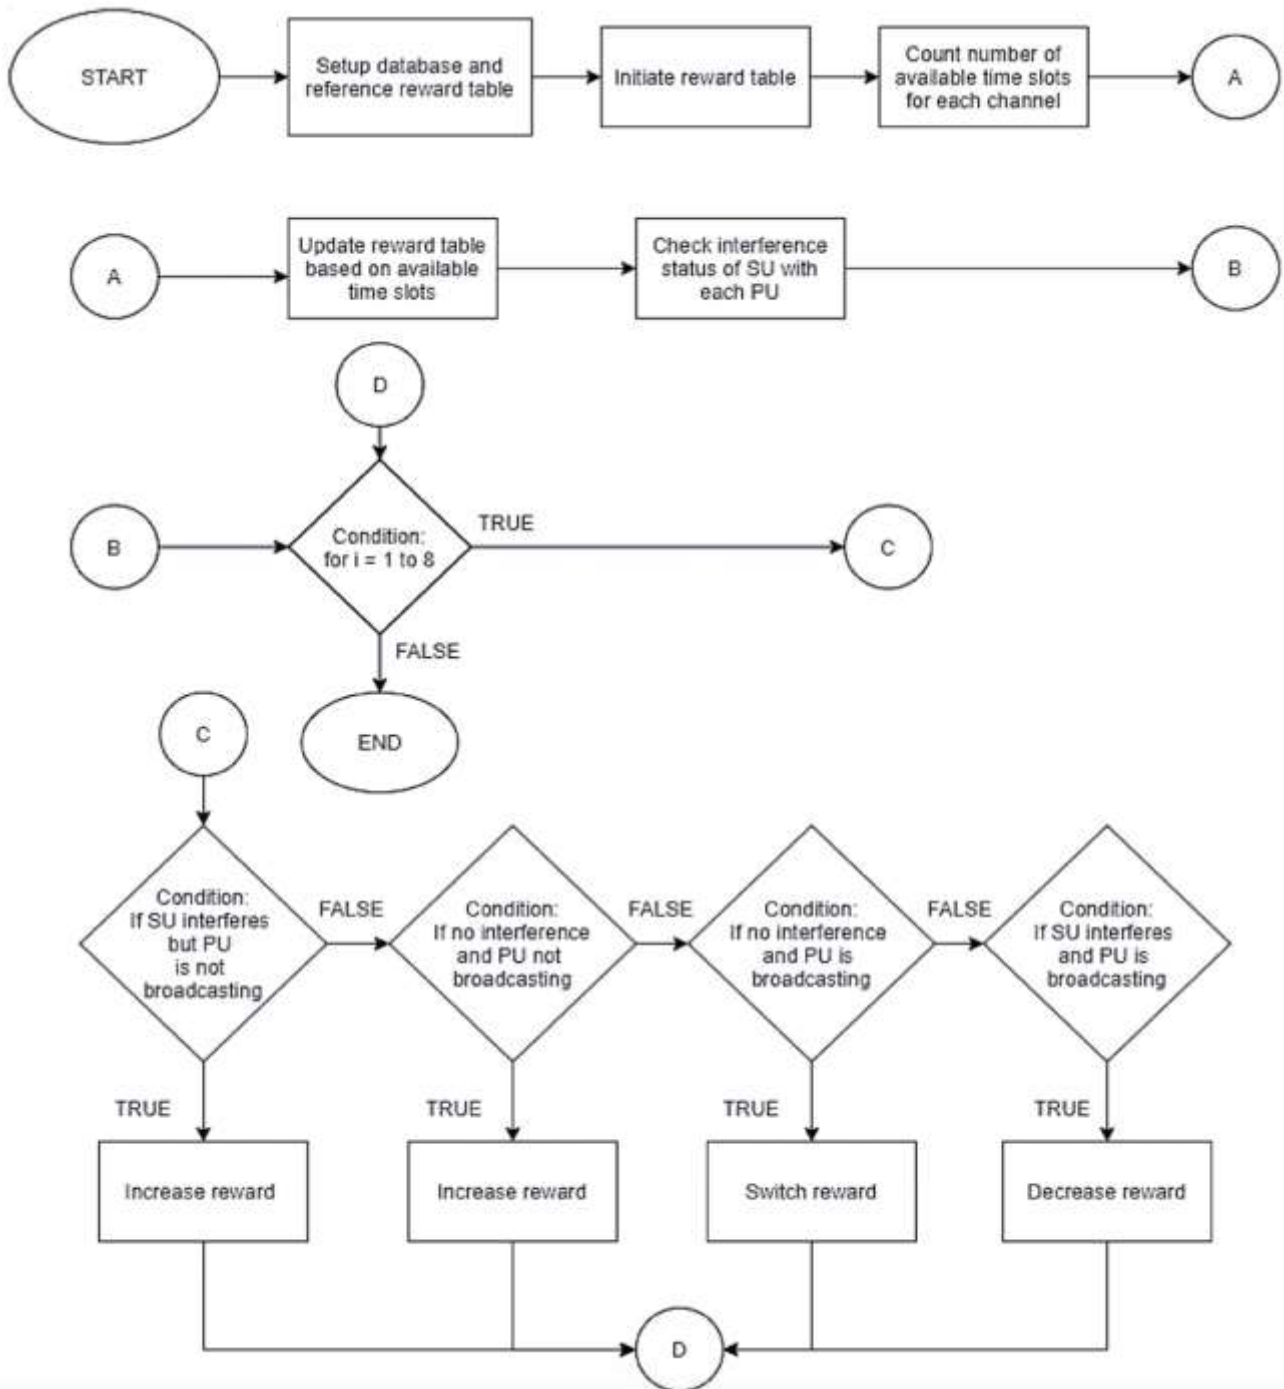 START
Setup database and
reference reward table
Initiate reward table
Count number of
available time slots
for each channel
A
A
Update reward table
based on available
time slots
Check interference
status of SU with
each PU
B
D
B
Condition:
for i = 1 to 8
TRUE
C
FALSE
END
C
Condition:
If SU interferes
but PU
is not
broadcasting
FALSE
Condition:
If no interference
and PU not
broadcasting
FALSE
Condition:
If no interference
and PU is
broadcasting
FALSE
Condition:
If SU interferes
and PU is
broadcasting
TRUE
TRUE
TRUE
TRUE
Increase reward
Increase reward
Switch reward
Decrease reward
D